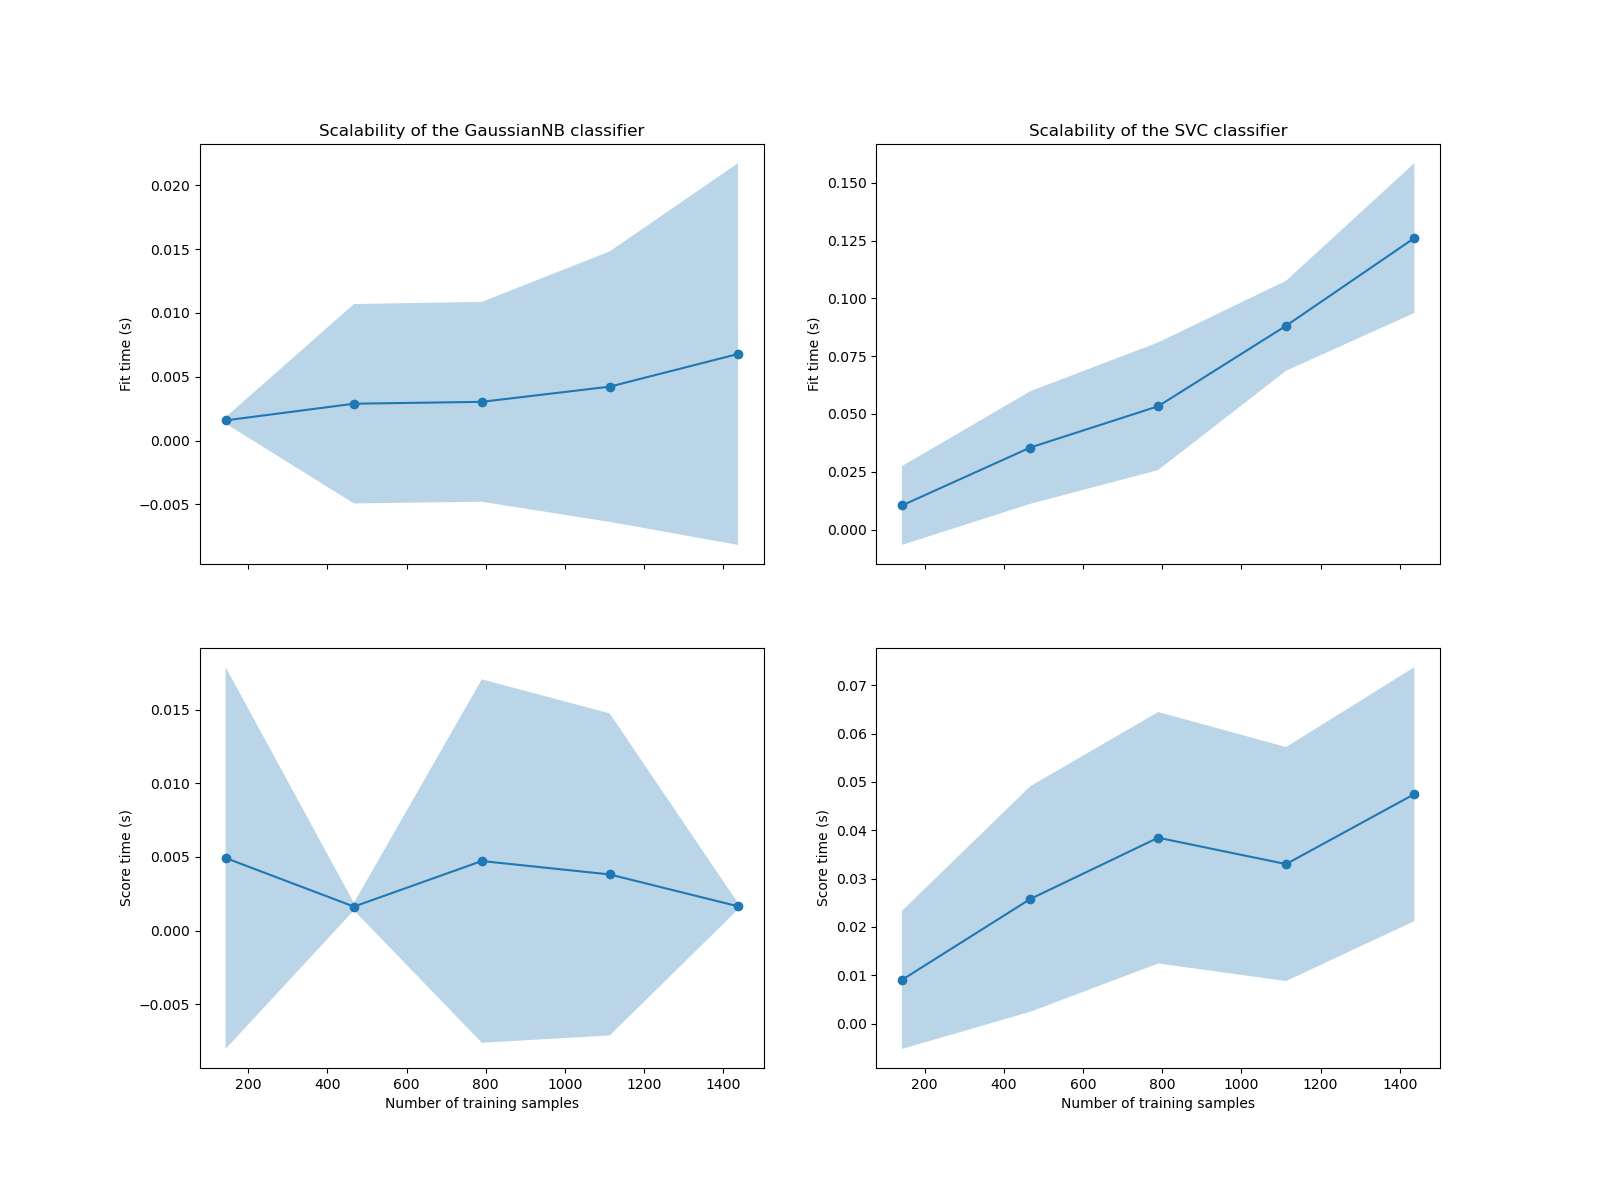 Scalability of the GaussianNB classifier
Fit time (s)
0.020
0.015
0.010
0.005
0.000
−0.005
Scalability of the SVC classifier
Fit time (s)
0.150
0.125
0.100
0.075
0.050
0.025
0.000
Score time (s)
0.015
0.010
0.005
0.000
−0.005
200 400 600 800 1000 1200 1400
Number of training samples
Score time (s)
0.07
0.06
0.05
0.04
0.03
0.02
0.01
0.00
200 400 600 800 1000 1200 1400
Number of training samples